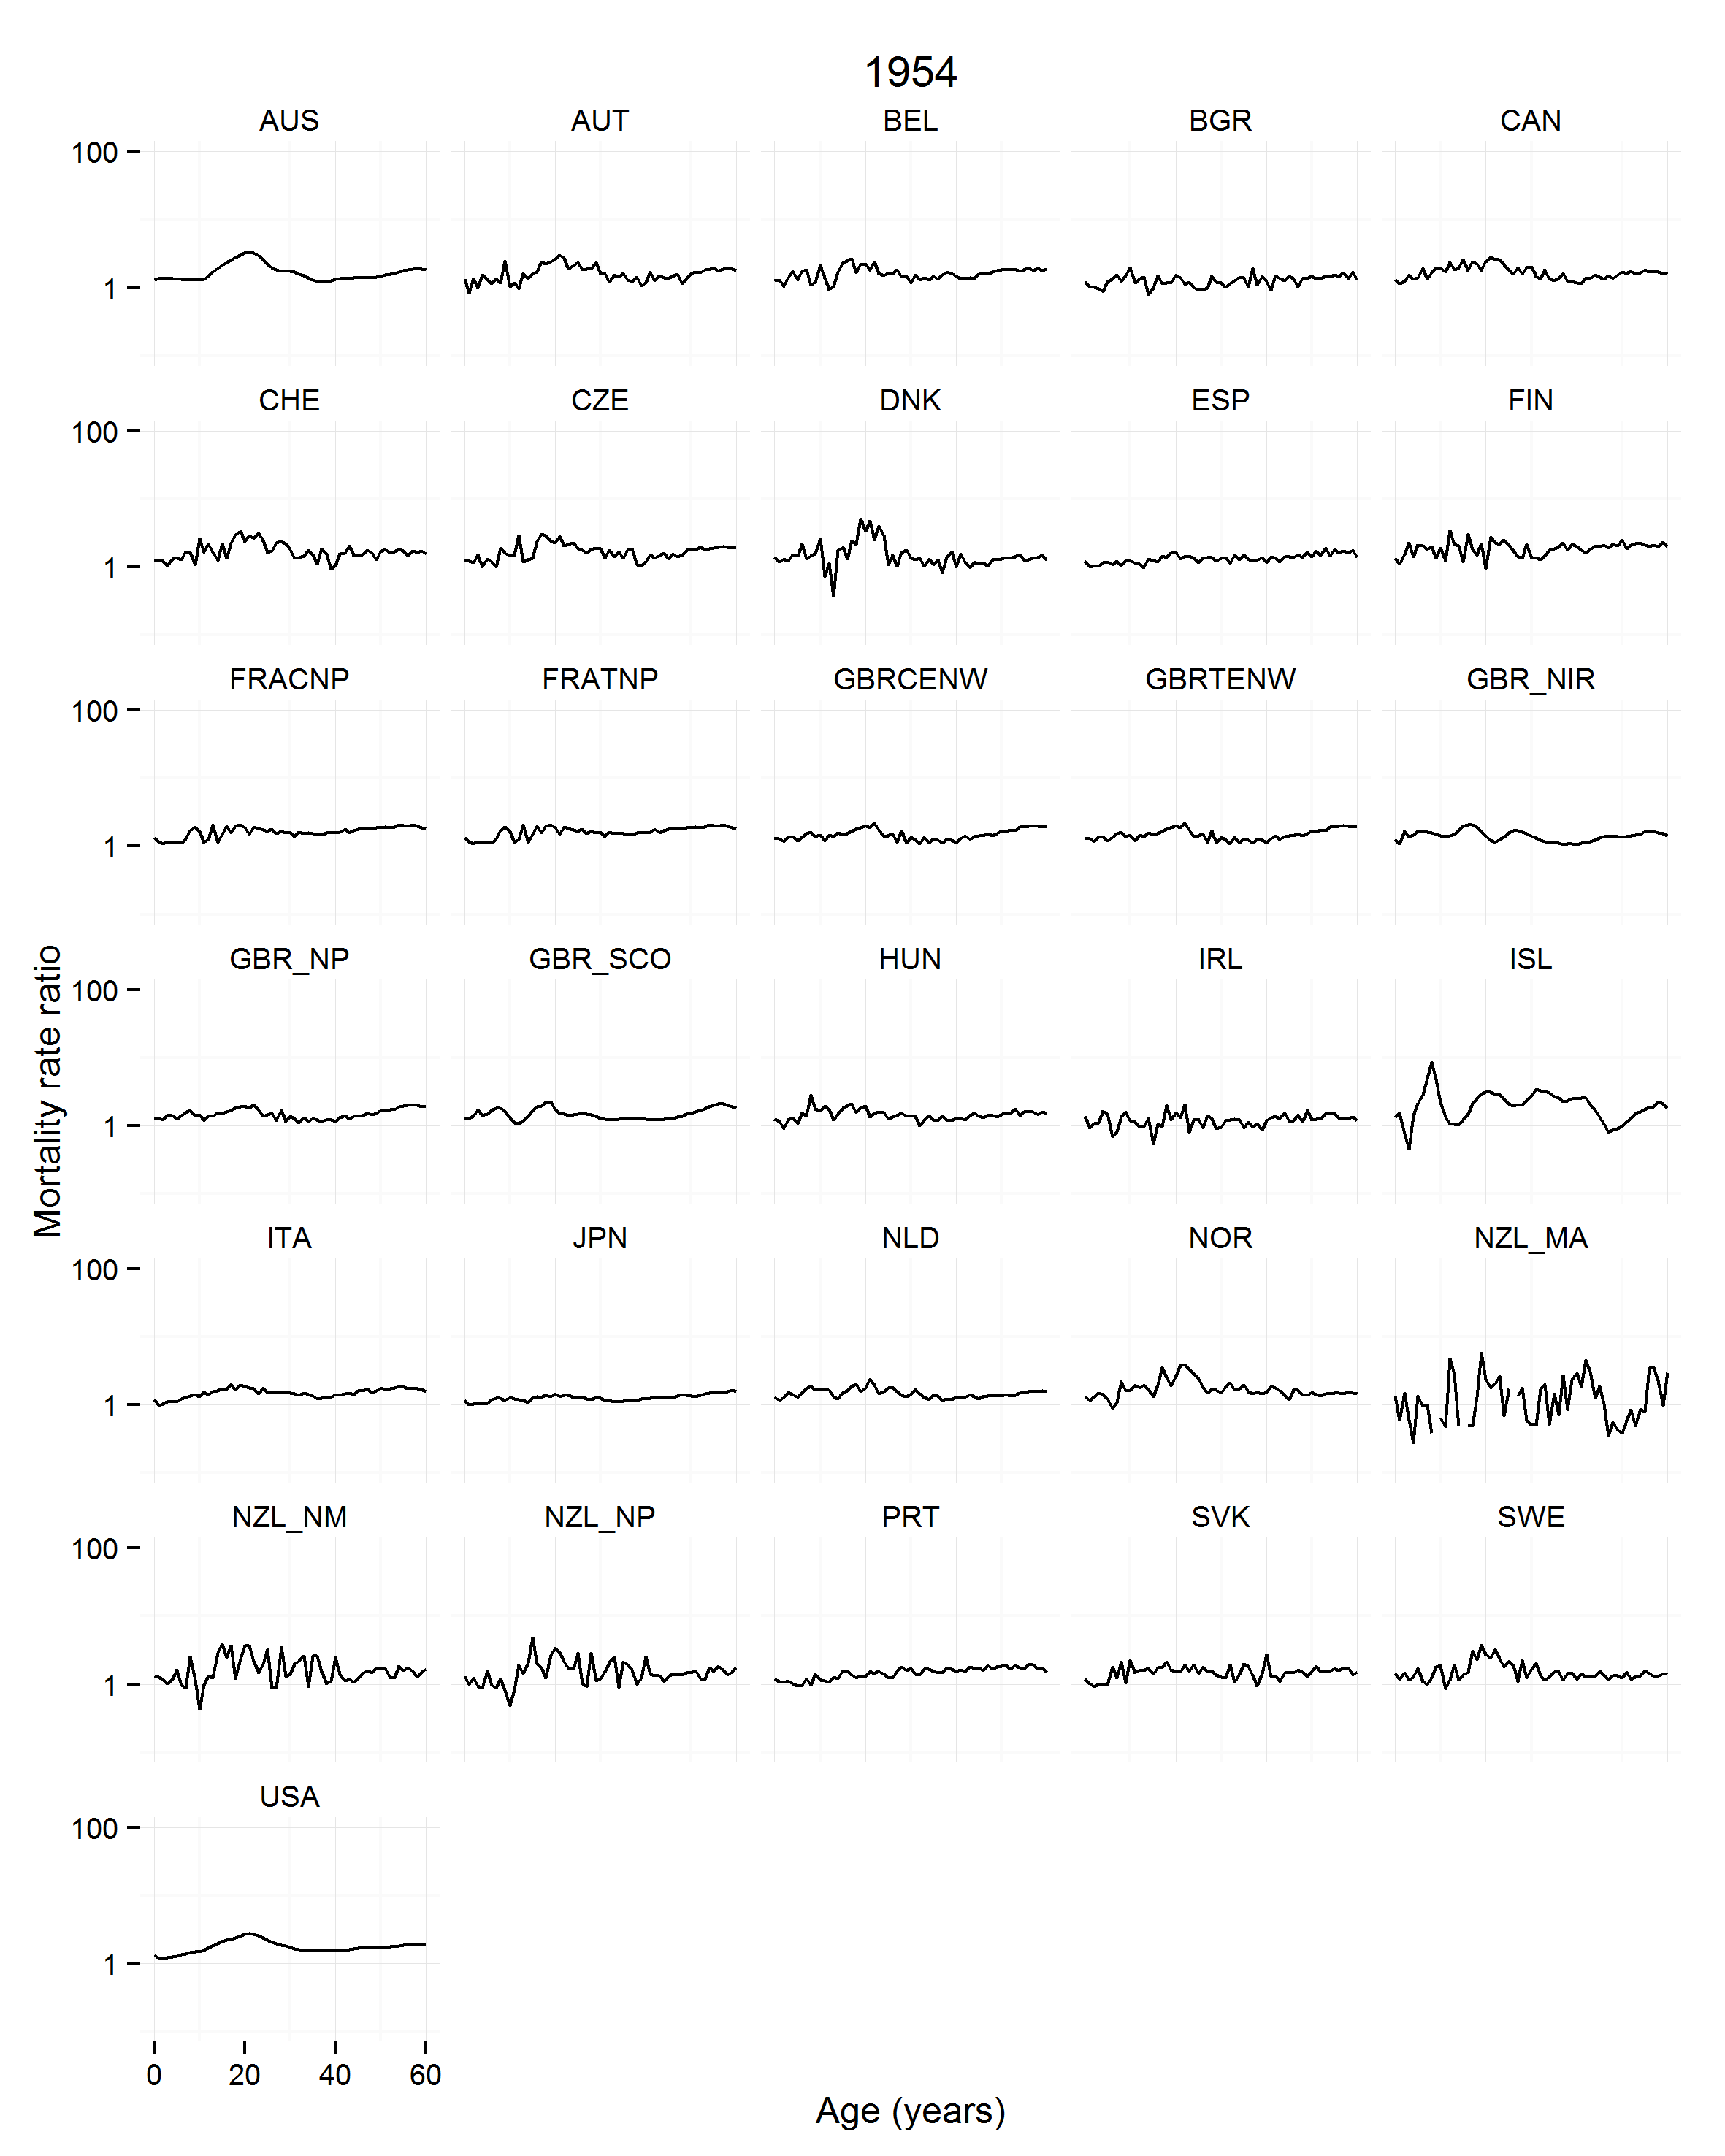 1954
AUS AUT BEL BGR CAN
100
1
CHE CZE DNK ESP FIN
100
1
FRACNP FRATNP GBRCENW GBRTENW GBR_NIR
100
1
GBR_NP GBR_SCO HUN IRL ISL
100
1
Mortality rate ratio
ITA JPN NLD NOR NZL_MA
100
1
NZL_NM NZL_NP PRT SVK SWE
100
1
USA
100
1
0 20 40 60
Age (years)